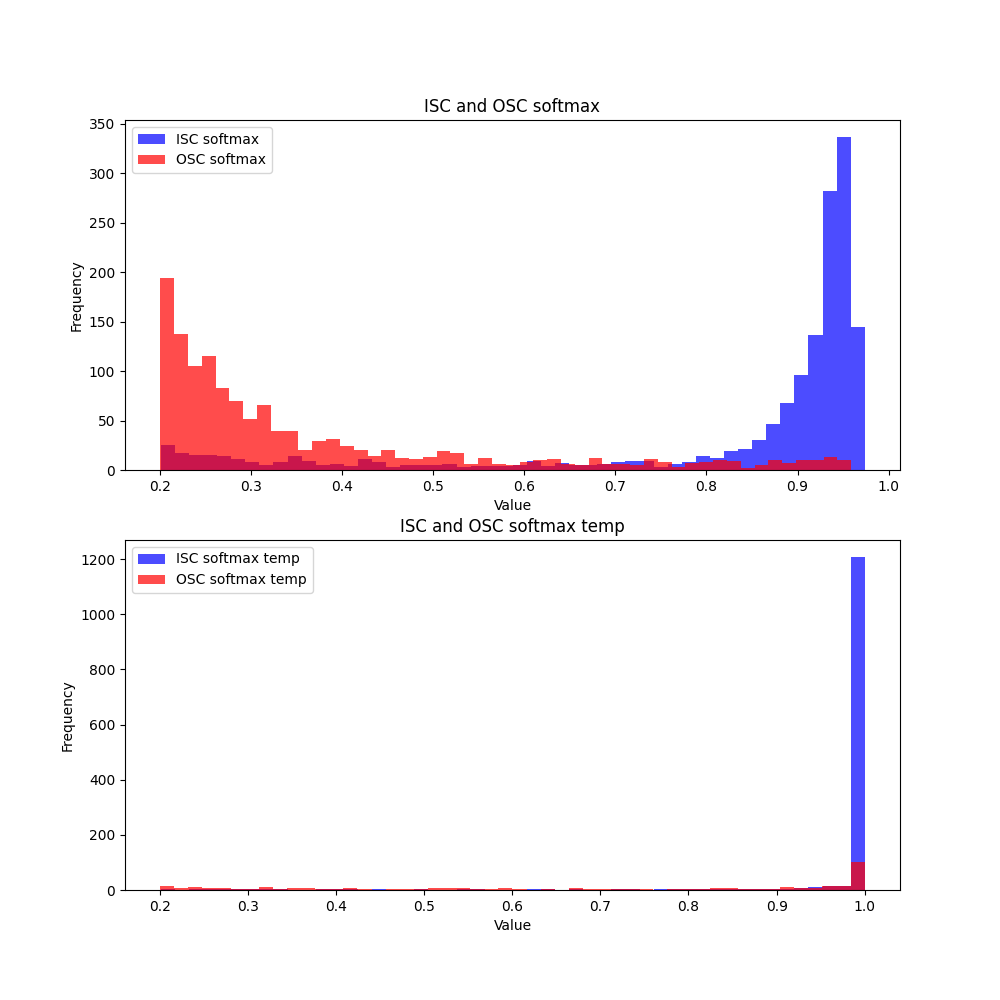 ISC and OSC softmax
350
300
250
200
150
100
50
0
Frequency
ISC softmax
OSC softmax
0.2 0.3 0.4 0.5 0.6 0.7 0.8 0.9 1.0
Value
ISC and OSC softmax temp
1200
1000
800
600
400
200
0
Frequency
ISC softmax temp
OSC softmax temp
0.2 0.3 0.4 0.5 0.6 0.7 0.8 0.9 1.0
Value